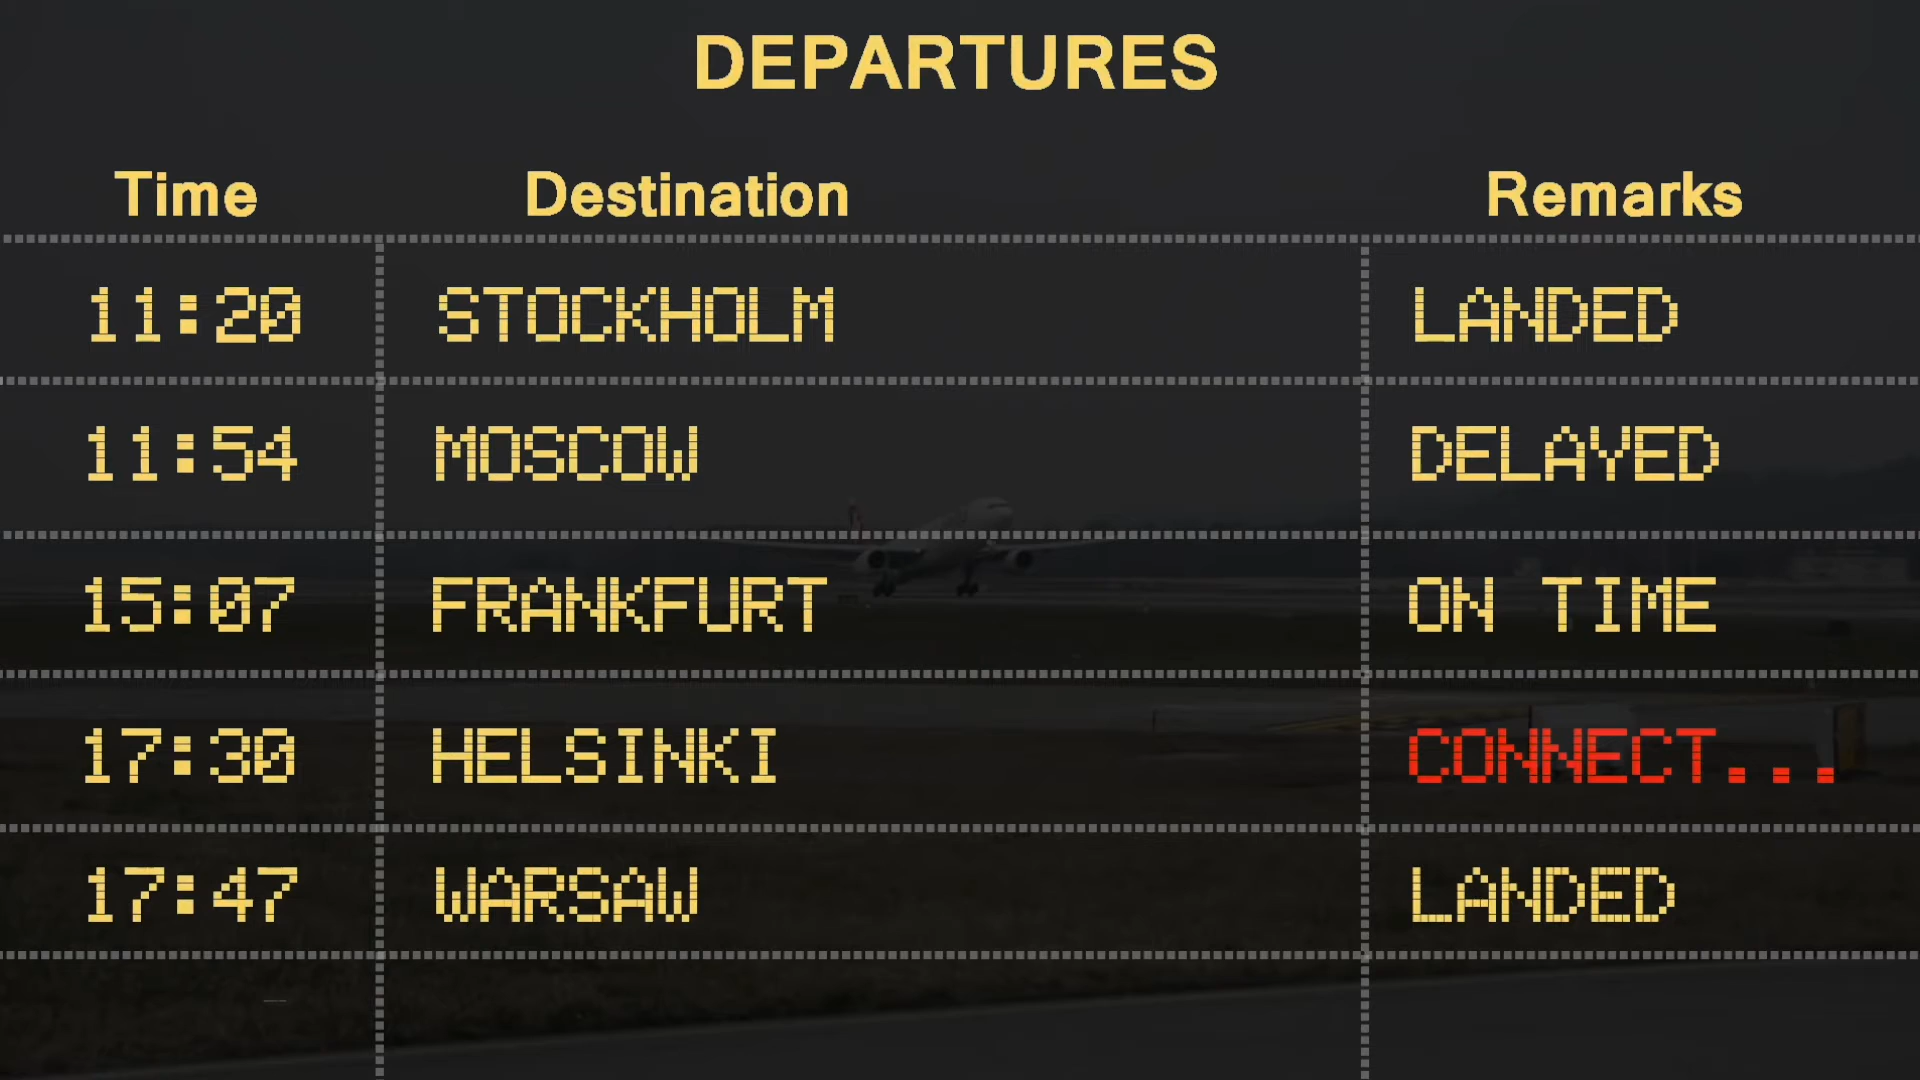 DEPARTURES
Time Destination Remarks
11:20 STOCKHOLM LANDED
11:54 MOSCOW DELAYED
15:07 FRANKFURT ON TIME
17:30 HELSINKI CONNECT...
17:47 WARSAW LANDED